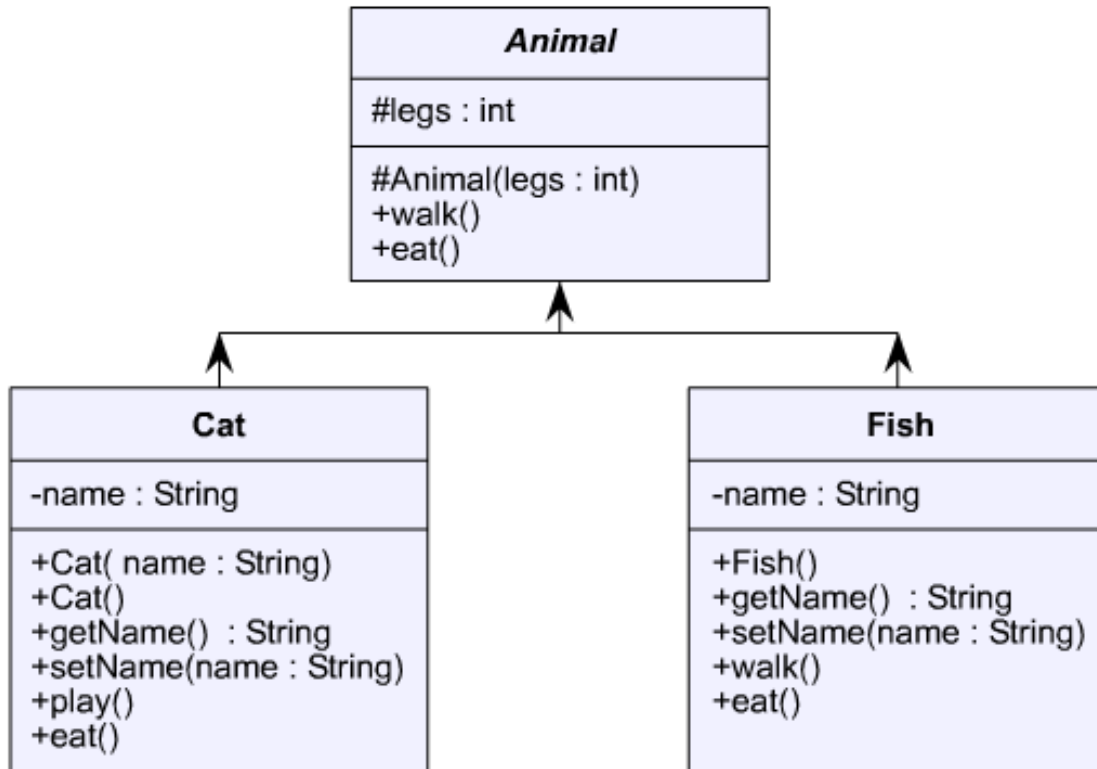 Animal
#legs : int
#Animal(legs : int)
+walk()
+eat()
Cat
-name : String
+Cat( name : String)
+Cat()
+getName()  : String
+setName(name : String)
+play()
+eat()
Fish
-name : String
+Fish()
+getName()  : String
+setName(name : String)
+walk()
+eat()